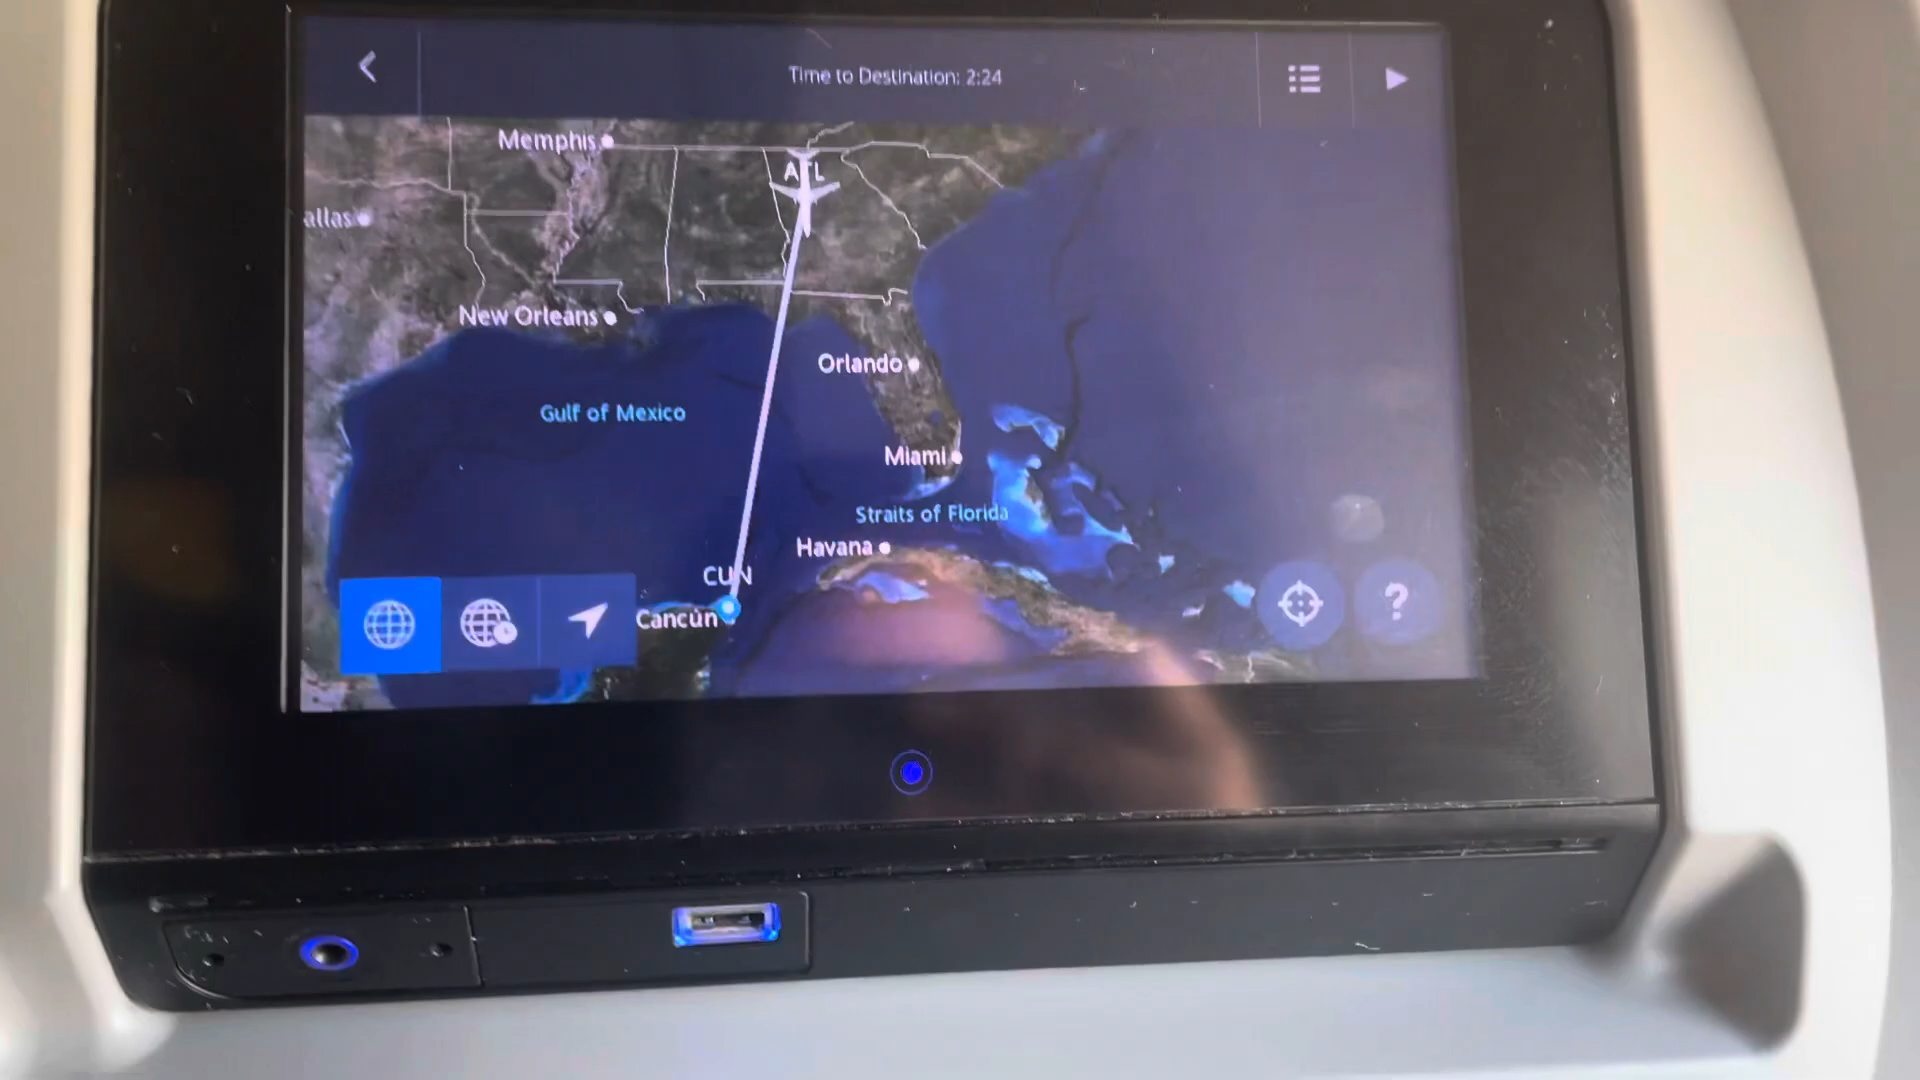 Time to Destination: 2:24
Memphis
ATL
allas
New Orleans
Orlando
Gulf of Mexico
Miami
Straits of Florida
Havana
CUN
Cancún
?